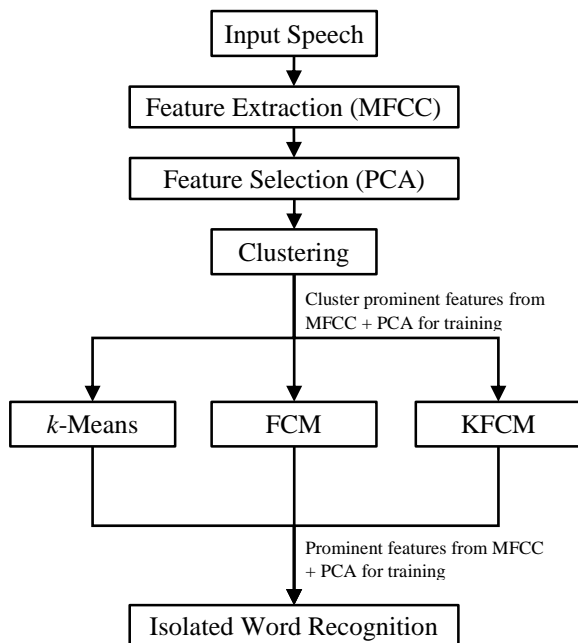 Input Speech
Feature Extraction (MFCC)
Feature Selection (PCA)
Clustering
Cluster prominent features from
MFCC + PCA for training
k-Means
FCM
KFCM
Prominent features from MFCC
+ PCA for training
Isolated Word Recognition